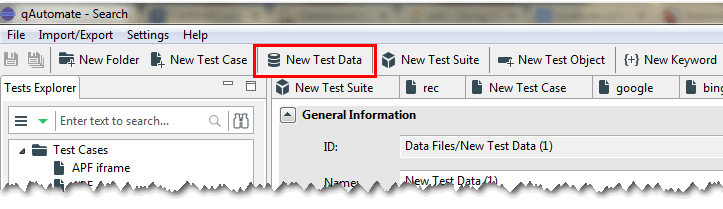 qAutomate - Search
File Import/Export Settings Help
New Folder New Test Case New Test Data New Test Suite New Test Object {+} New Keyword
Tests Explorer New Test Suite rec New Test Case google bing
Enter text to search... General Information
ID: Data Files/New Test Data (1)
Test Cases
APF iframe
Name: New Test Data (1)